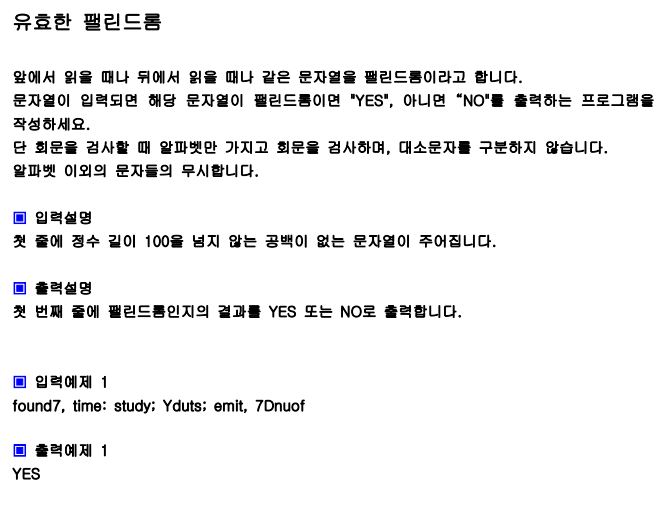 유효한 팰린드롬
앞에서 읽을 때나 뒤에서 읽을 때나 같은 문자열을 팰린드롬이라고 합니다.
문자열이 입력되면 해당 문자열이 팰린드롬이면 "YES", 아니면 “NO"를 출력하는 프로그램을
작성하세요.
단 회문을 검사할 때 알파벳만 가지고 회문을 검사하며, 대소문자를 구분하지 않습니다.
알파벳 이외의 문자들의 무시합니다.
▣ 입력설명
첫 줄에 정수 길이 100을 넘지 않는 공백이 없는 문자열이 주어집니다.
▣ 출력설명
첫 번째 줄에 팰린드롬인지의 결과를 YES 또는 NO로 출력합니다.
▣ 입력예제 1
found7, time: study; Yduts; emit, 7Dnuof
▣ 출력예제 1
YES